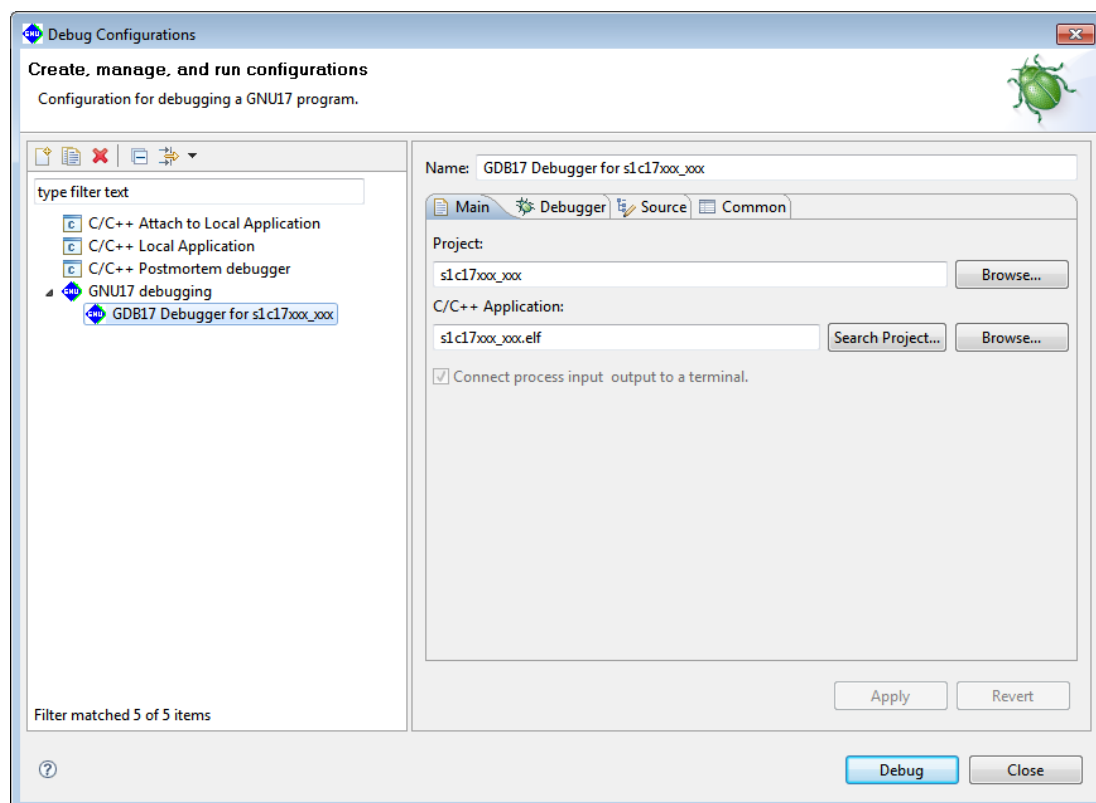 GNU Debug Configurations
Create, manage, and run configurations
Configuration for debugging a GNU17 program.
type filter text
c C/C++ Attach to Local Application
c C/C++ Local Application
c C/C++ Postmortem debugger
GNU GNU17 debugging
GNU GDB17 Debugger for s1c17xxx_xxx
Filter matched 5 of 5 items
Name: GDB17 Debugger for s1c17xxx_xxx
Main Debugger Source Common
Project:
s1c17xxx_xxx Browse...
C/C++ Application:
s1c17xxx_xxx.elf Search Project... Browse...
Connect process input output to a terminal.
Apply Revert
? Debug Close